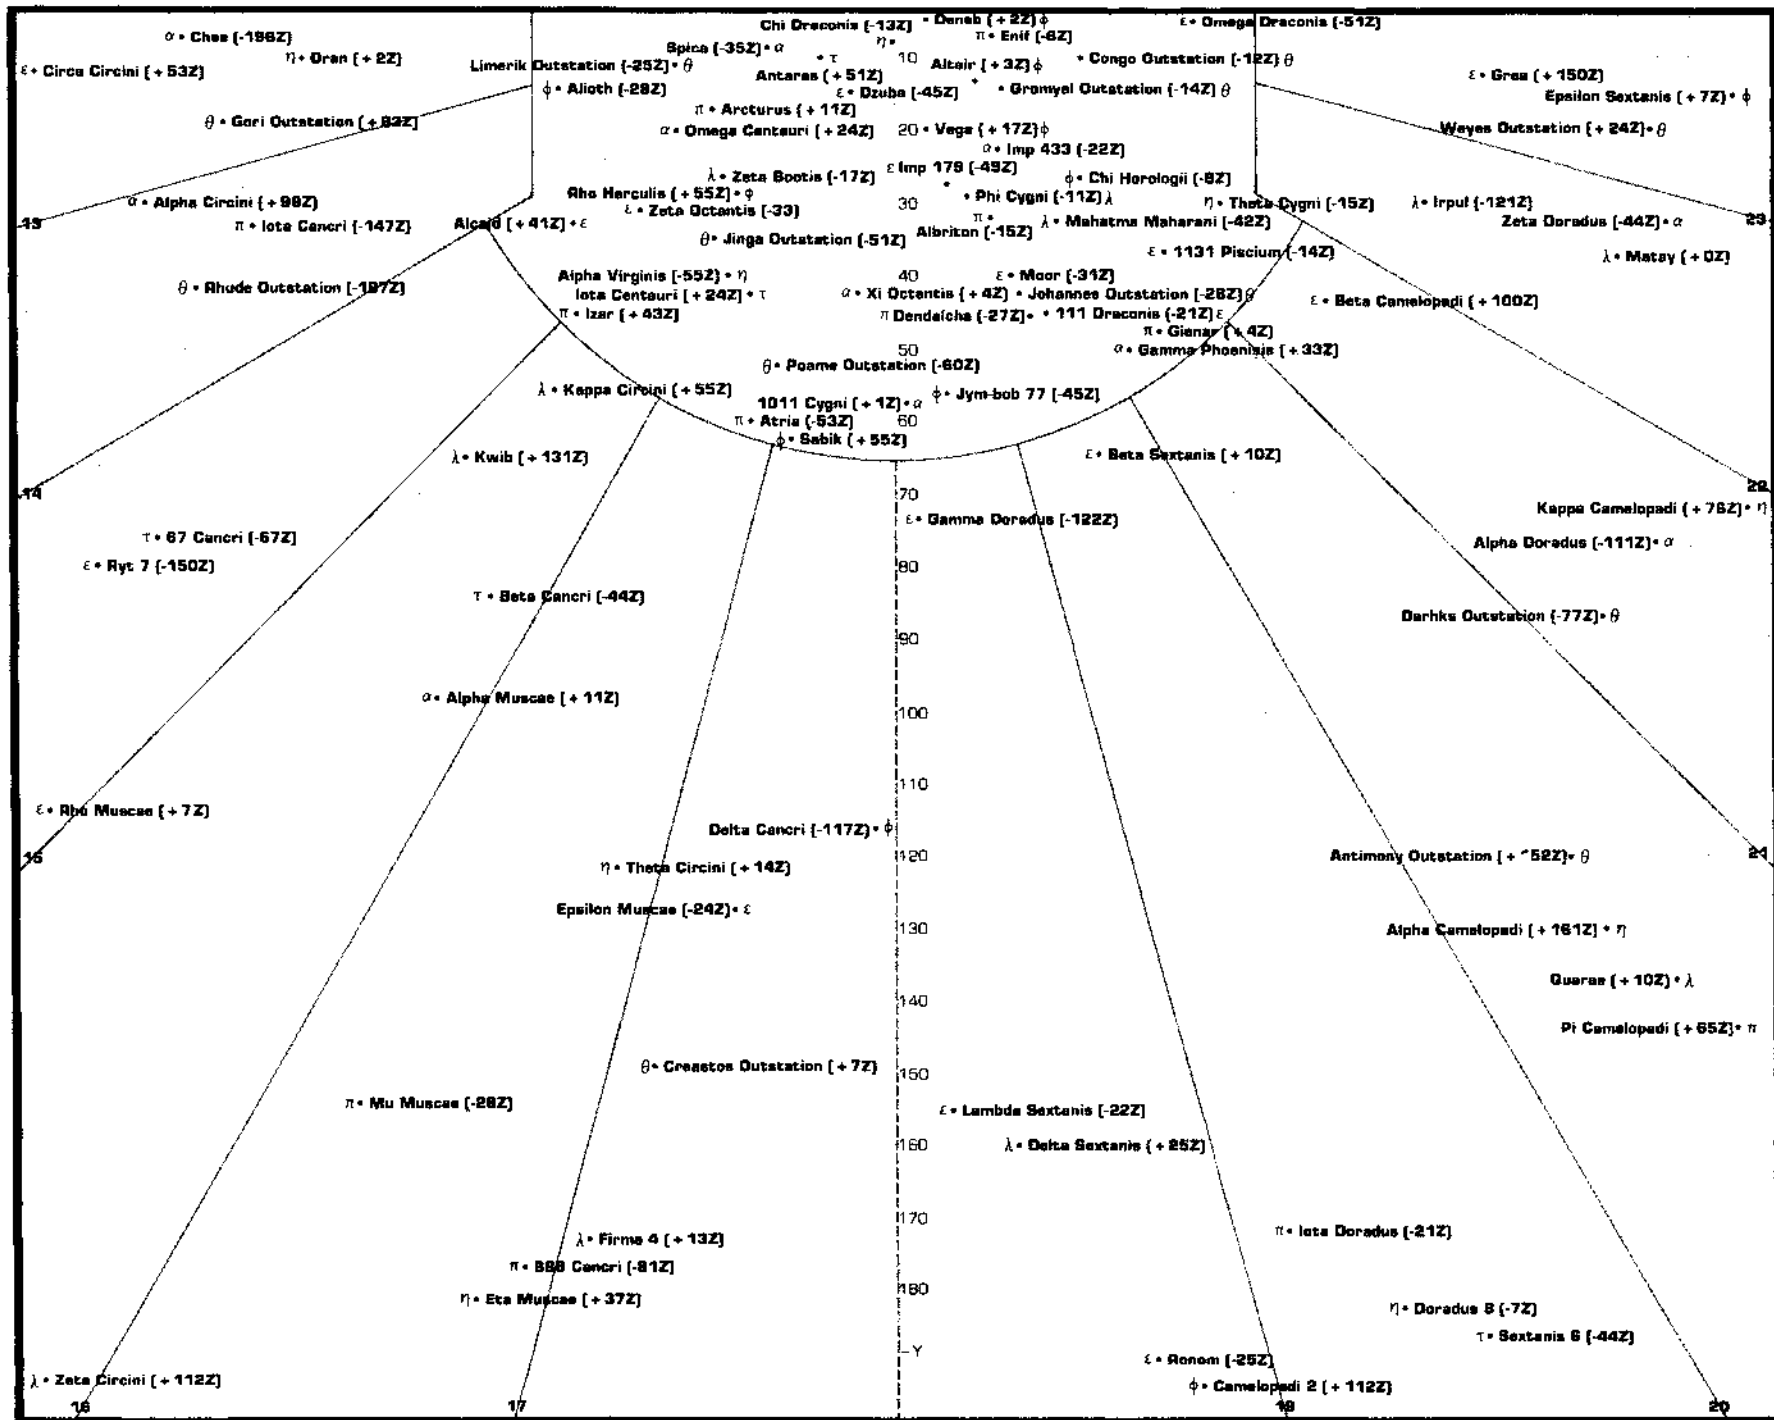 Chi Draconis [-13Z]
• Deneb [+2Z] ϕ
ε • Omega Draconis [-51Z]
α • Chea [-196Z]
π • Enif [-6Z]
η •
Spica [-35Z] • α
η • Oran [+2Z]
• τ
10
Altair [+3Z] ϕ
• Congo Outstation [-12Z] θ
Limerik Outstation [-25Z] • θ
ε • Circe Circini [+53Z]
Antares [+51Z]
ε • Gras [+150Z]
ϕ • Alioth [-28Z]
ε • Dzuba [-45Z]
• Gromyal Outstation [-14Z] θ
Epsilon Sextanis [+7Z] • ϕ
π • Arcturus [+11Z]
θ • Gori Outstation [+83Z]
α • Omega Centauri [+24Z]
20
• Vega [+17Z] ϕ
Wayes Outstation [+24Z] • θ
α • Imp 433 [-22Z]
ε Imp 179 [-49Z]
λ • Zeta Bootis [-17Z]
ϕ • Chi Horologii [-8Z]
Rho Herculis [+55Z] • ϕ
• Phi Cygni [-11Z] λ
α • Alpha Circini [+98Z]
ε • Zeta Octantis [-33]
30
η • Theta Cygni [-15Z]
λ • Irpul [-121Z]
13
π • Iota Cancri [-147Z]
Alcaid [+41Z] • ε
π •
λ • Mahatma Maharani [-42Z]
Zeta Doradus [-44Z] • α
23
Albriton [-15Z]
θ • Jinga Outstation [-51Z]
ε • 1131 Piscium [-14Z]
λ • Matay [+0Z]
Alpha Virginis [-55Z] • η
40
ε • Moor [-31Z]
θ • Rhude Outstation [-197Z]
Iota Centauri [+24Z] • τ
α • Xi Octantis [+4Z]
• Johannes Outstation [-28Z] θ
ε • Beta Camelopadi [+100Z]
π • Izar [+43Z]
π Dendaicha [-27Z] •
• 111 Draconis [-21Z] ε
π • Gienar [+4Z]
50
α • Gamma Phoenisis [+33Z]
θ • Poame Outstation [-60Z]
λ • Kappa Circini [+55Z]
ϕ • Jym-bob 77 [-45Z]
1011 Cygni [+1Z] • α
π • Atria [-53Z]
60
ϕ • Sabik [+55Z]
λ • Kwib [+131Z]
ε • Beta Sextanis [+10Z]
14
70
22
Kappa Camelopadi [+76Z] • η
ε • Gamma Doradus [-122Z]
τ • 67 Cancri [-67Z]
Alpha Doradus [-111Z] • α
ε • Ryt 7 [-150Z]
80
τ • Beta Cancri [-44Z]
Darhks Outstation [-77Z] • θ
90
α • Alpha Muscae [+11Z]
100
110
ε • Rho Muscae [+7Z]
Delta Cancri [-117Z] • ϕ
15
120
Antimony Outstation [+152Z] • θ
21
η • Theta Circini [+14Z]
Epsilon Muscae [-24Z] • ε
130
Alpha Camelopadi [+161Z] • η
Quaras [+10Z] • λ
140
Pi Camelopadi [+65Z] • π
θ • Creastos Outstation [+7Z]
150
π • Mu Muscae [-28Z]
ε • Lambda Sextanis [-22Z]
160
λ • Delta Sextanis [+25Z]
170
π • Iota Doradus [-21Z]
λ • Firma 4 [+13Z]
π • BBB Cancri [-81Z]
180
η • Eta Muscae [+37Z]
η • Doradus 8 [-7Z]
τ • Sextanis 6 [-44Z]
-Y
ε • Aonom [-25Z]
λ • Zeta Circini [+112Z]
ϕ • Camelopadi 2 [+112Z]
16
17
19
20